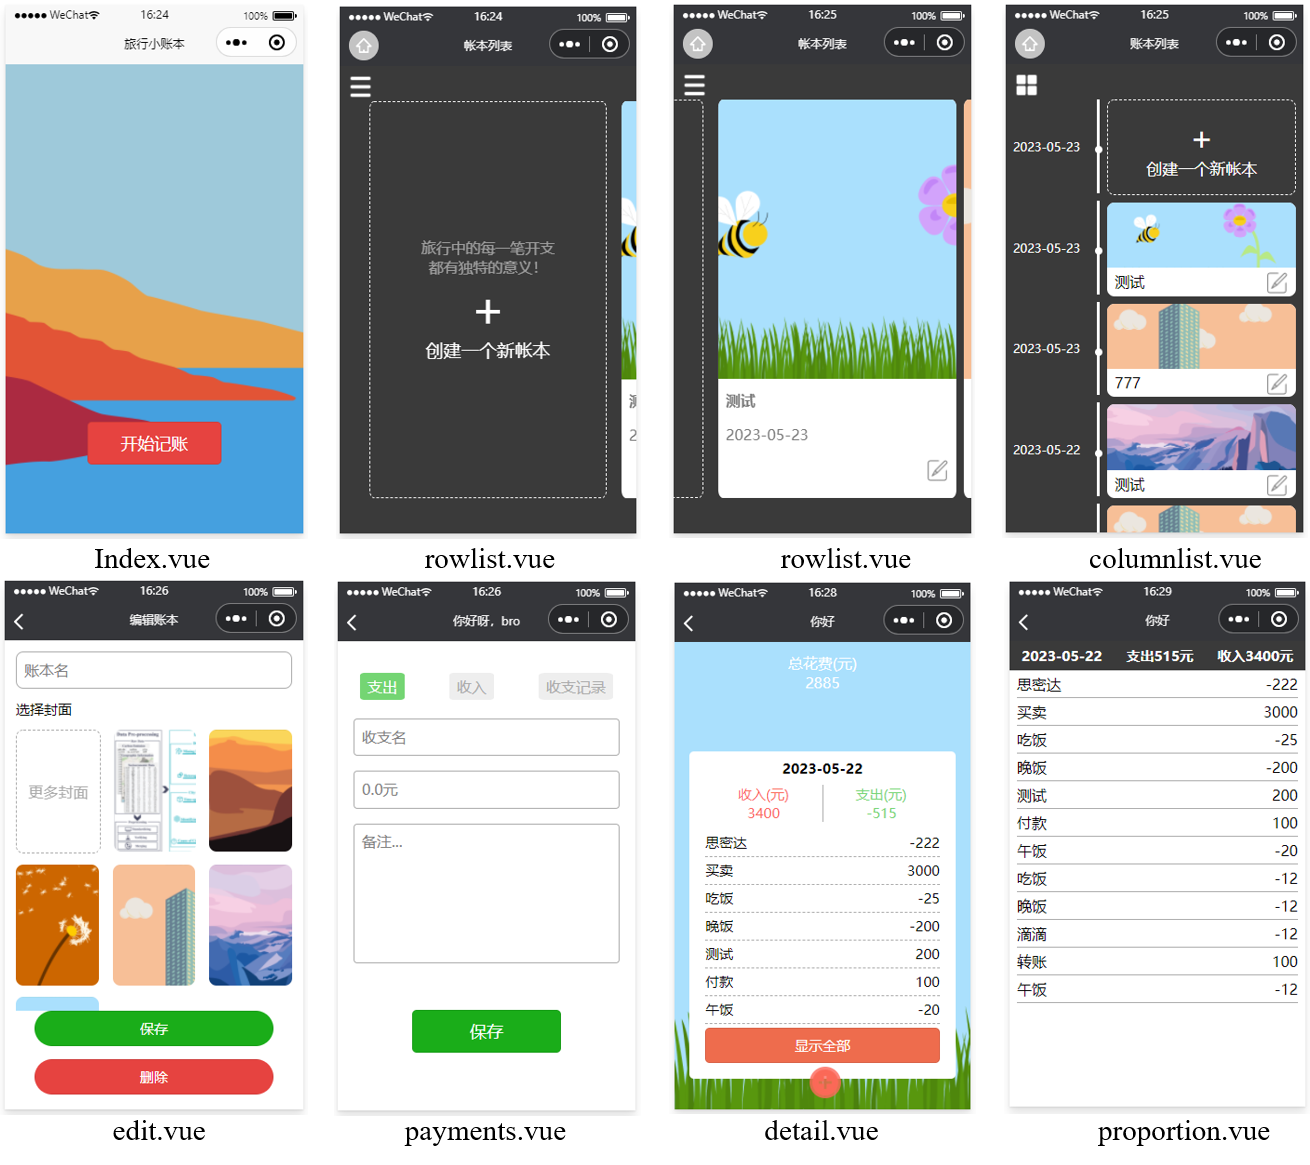 WeChat 16:24 100%
旅行小账本
开始记账
Index.vue
WeChat 16:24 100%
帐本列表
旅行中的每一笔开支
都有独特的意义！
+
创建一个新帐本
测
2
rowlist.vue
WeChat 16:25 100%
帐本列表
测试
2023-05-23
rowlist.vue
WeChat 16:25 100%
账本列表
2023-05-23
+
创建一个新帐本
2023-05-23
测试
2023-05-23
777
2023-05-22
测试
columnlist.vue
WeChat 16:26 100%
编辑账本
账本名
选择封面
更多封面
保存
删除
edit.vue
WeChat 16:26 100%
你好呀，bro
支出 收入 收支记录
收支名
0.0元
备注...
保存
payments.vue
WeChat 16:28 100%
你好
总花费(元)
2885
2023-05-22
收入(元) 支出(元)
3400 -515
思密达 -222
买卖 3000
吃饭 -25
晚饭 -200
测试 200
付款 100
午饭 -20
显示全部
+
detail.vue
WeChat 16:29 100%
你好
2023-05-22 支出515元 收入3400元
思密达 -222
买卖 3000
吃饭 -25
晚饭 -200
测试 200
付款 100
午饭 -20
吃饭 -12
晚饭 -12
滴滴 -12
转账 100
午饭 -12
proportion.vue